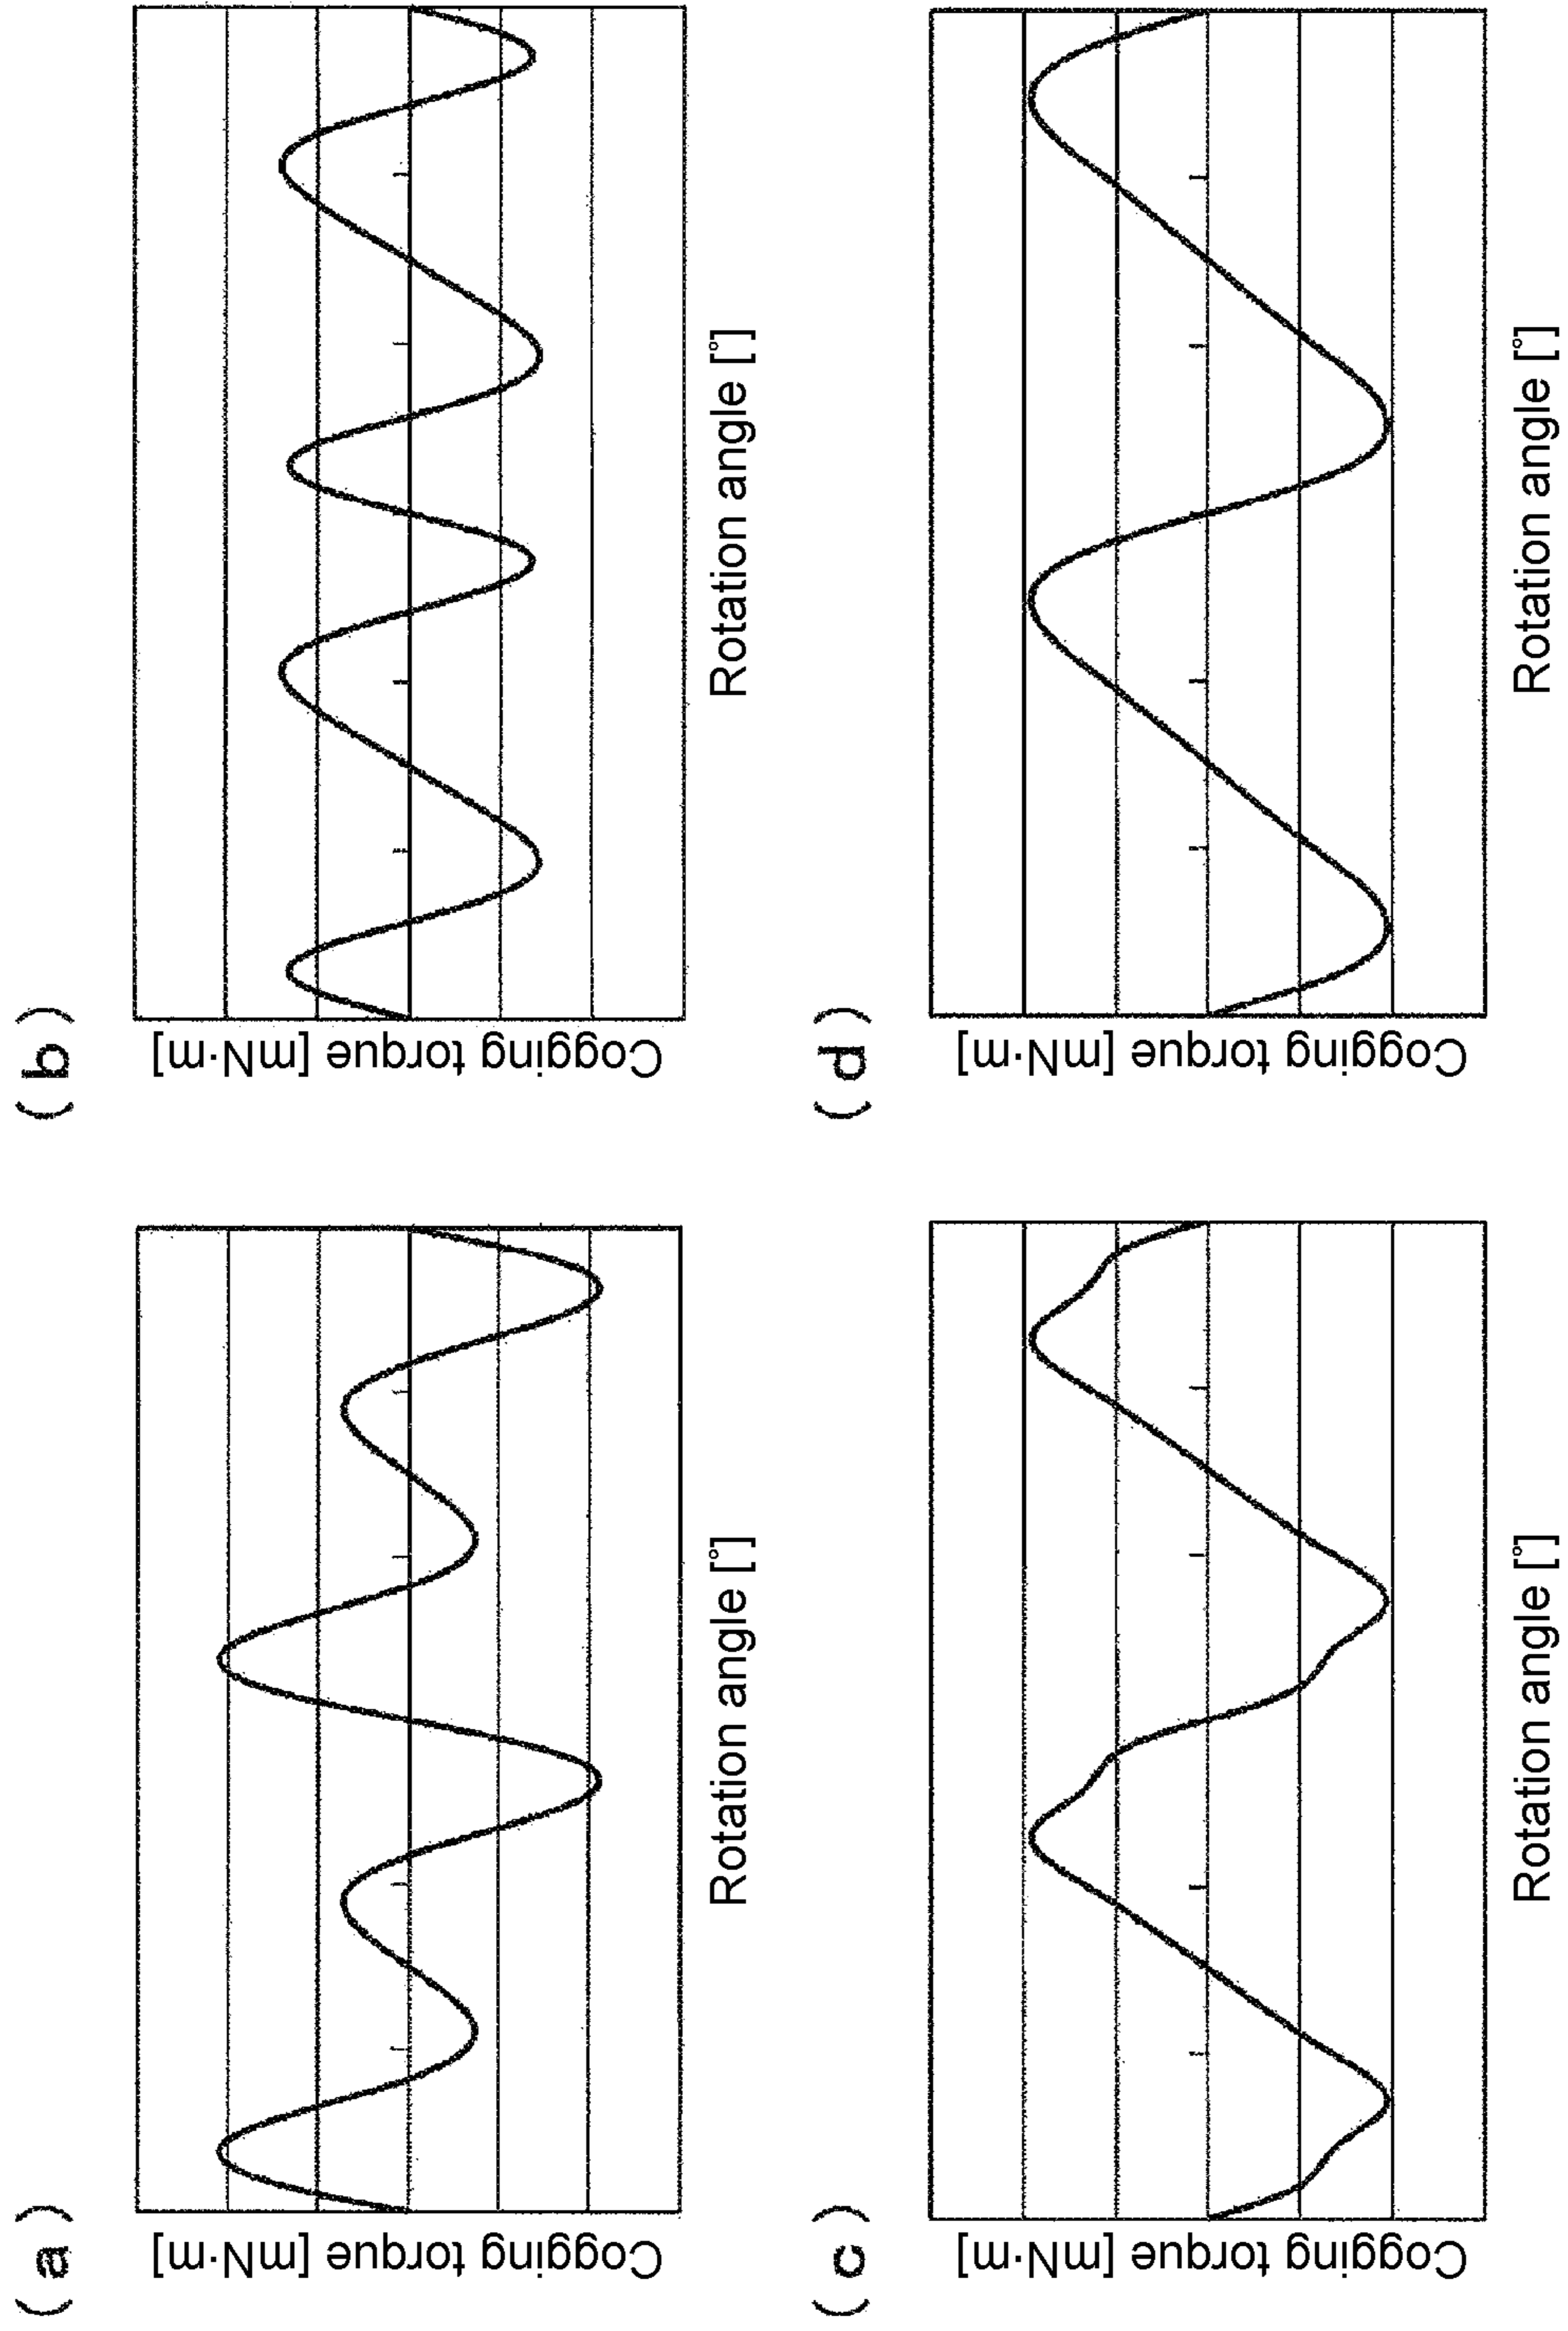 (a)
Cogging torque [mN·m]
Rotation angle [°]
(b)
Cogging torque [mN·m]
Rotation angle [°]
(c)
Cogging torque [mN·m]
Rotation angle [°]
(d)
Cogging torque [mN·m]
Rotation angle [°]